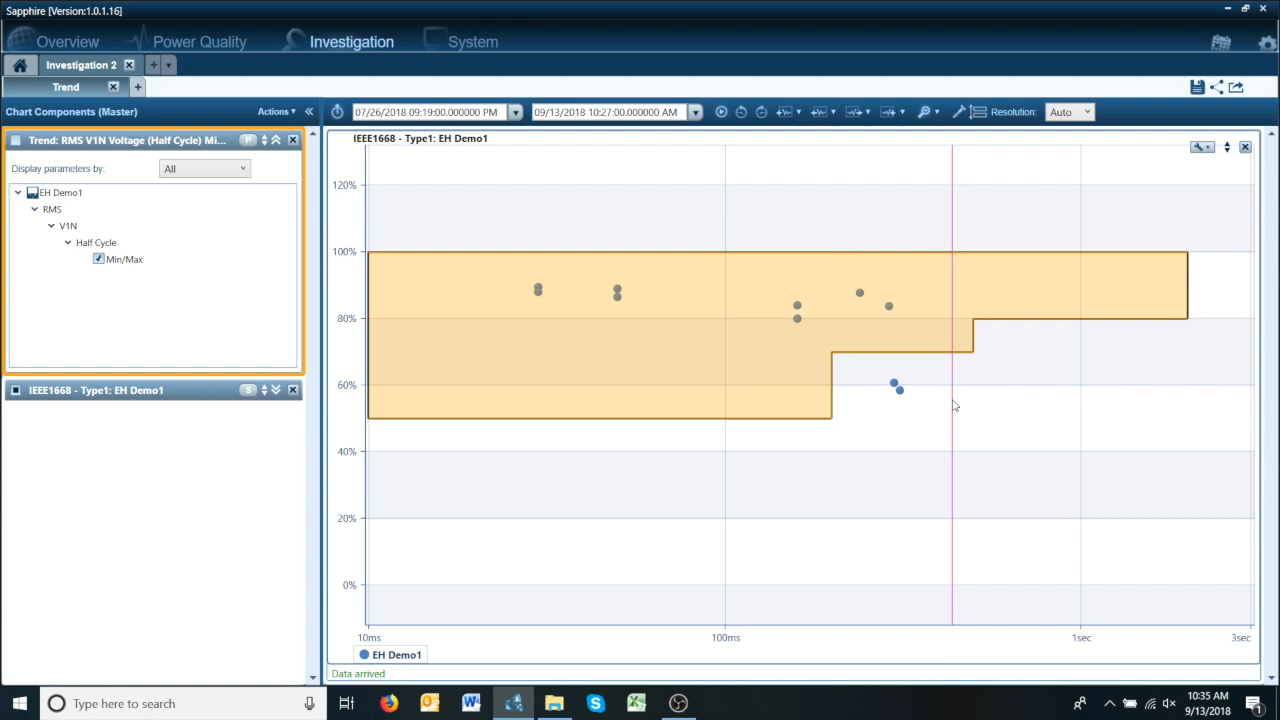 Sapphire [Version:1.0.1.16]
Overview
Power Quality
Investigation
System
Investigation 2
Trend
Chart Components (Master)
Actions
07/26/2018 09:19:00.000000 PM
09/13/2018 10:27:00.000000 AM
Resolution:
Auto
Trend: RMS V1N Voltage (Half Cycle) Mi...
P
Display parameters by:
All
EH Demo1
RMS
V1N
Half Cycle
Min/Max
IEEE1668 - Type1: EH Demo1
S
IEEE1668 - Type1: EH Demo1
120%
100%
80%
60%
40%
20%
0%
10ms
100ms
1sec
3sec
EH Demo1
Data arrived
Type here to search
10:35 AM
9/13/2018
1